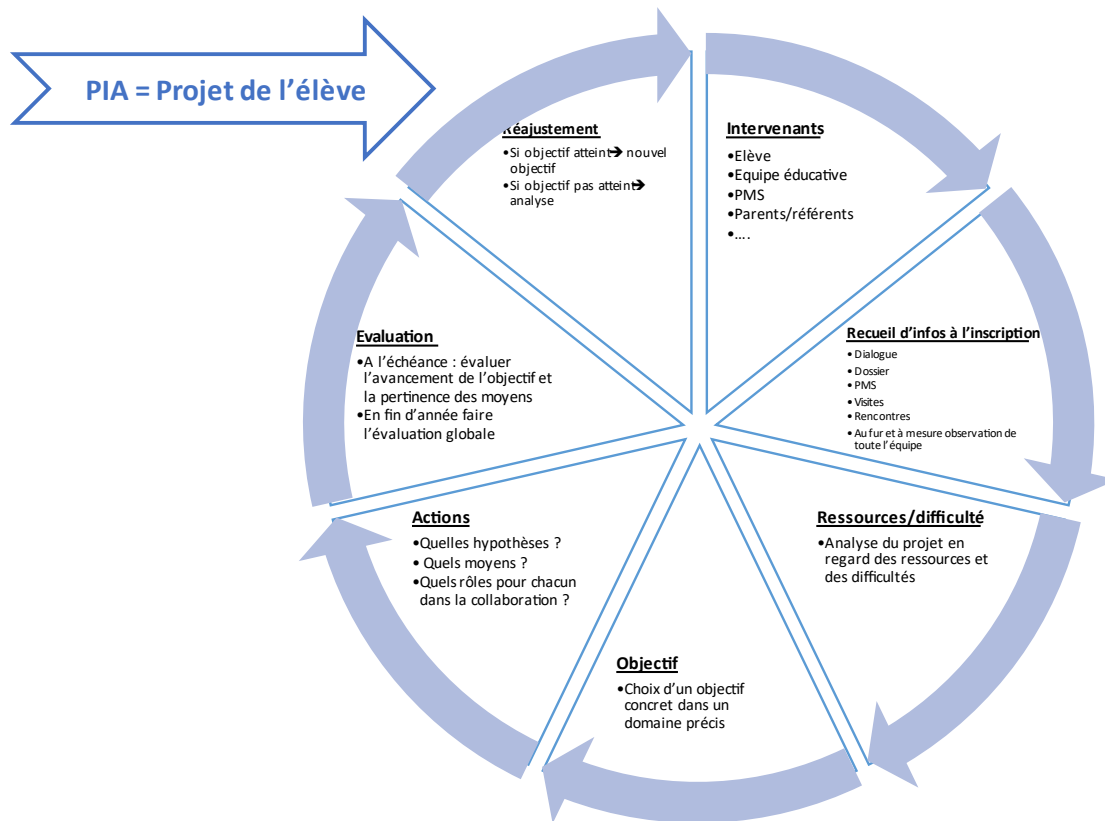 PIA = Projet de l'élève
Réajustement
•Si objectif atteint➔ nouvel
objectif
•Si objectif pas atteint➔
analyse
Intervenants
•Elève
•Equipe éducative
•PMS
•Parents/référents
•….
Recueil d'infos à l'inscription
• Dialogue
• Dossier
• PMS
• Visites
• Rencontres
• Au fur et à mesure observation de
toute l'équipe
Ressources/difficulté
•Analyse du projet en
regard des ressources et
des difficultés
Objectif
•Choix d'un objectif
concret dans un
domaine précis
Actions
•Quelles hypothèses ?
• Quels moyens ?
•Quels rôles pour chacun
dans la collaboration ?
Evaluation
•A l'échéance : évaluer
l'avancement de l'objectif et
la pertinence des moyens
•En fin d'année faire
l'évaluation globale